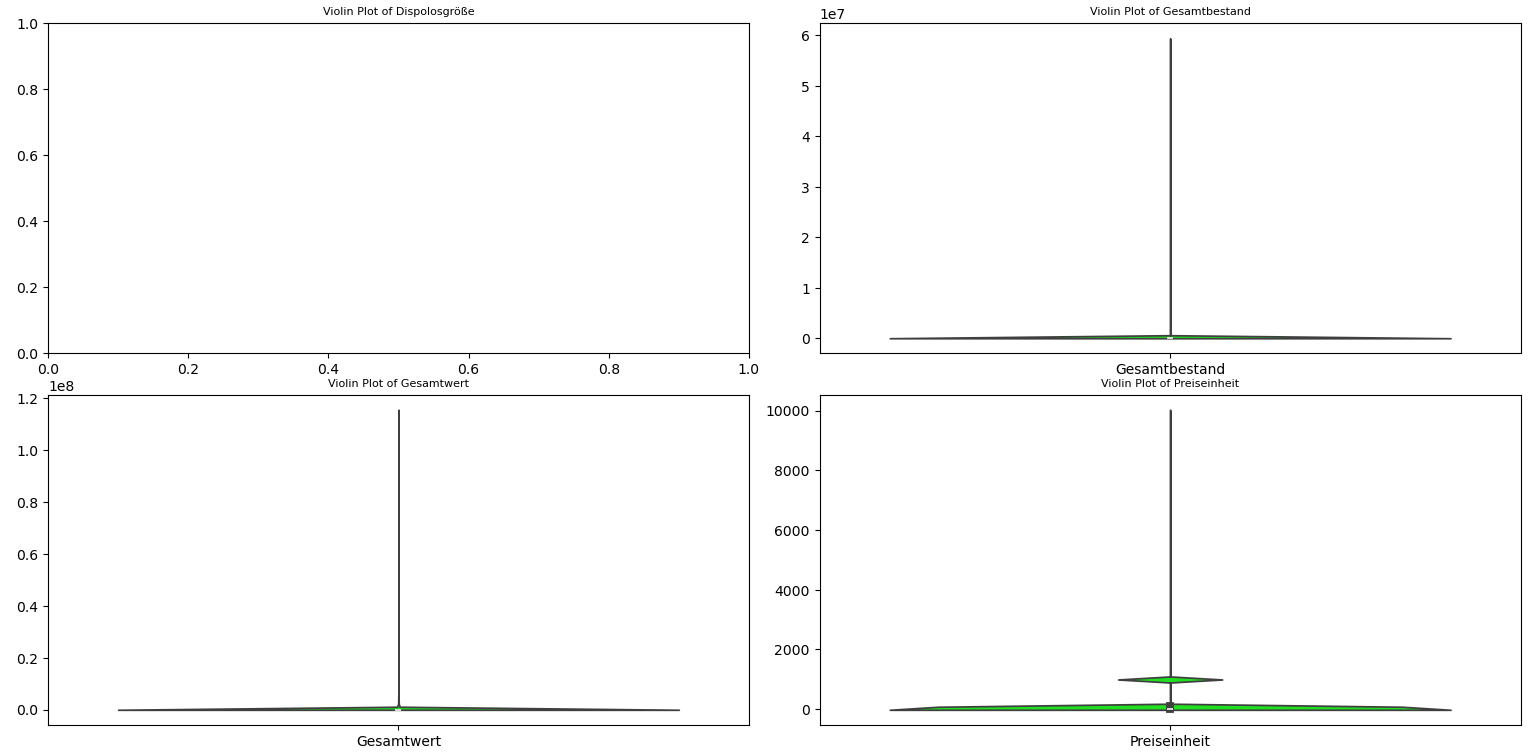 Violin Plot of Dispolosgröße
1.0
0.8
0.6
0.4
0.2
0.0
0.0 0.2 0.4 0.6 0.8 1.0
Violin Plot of Gesamtbestand
1e7
6
5
4
3
2
1
0
Gesamtbestand
Violin Plot of Gesamtwert
1e8
1.2
1.0
0.8
0.6
0.4
0.2
0.0
Gesamtwert
Violin Plot of Preiseinheit
10000
8000
6000
4000
2000
0
Preiseinheit